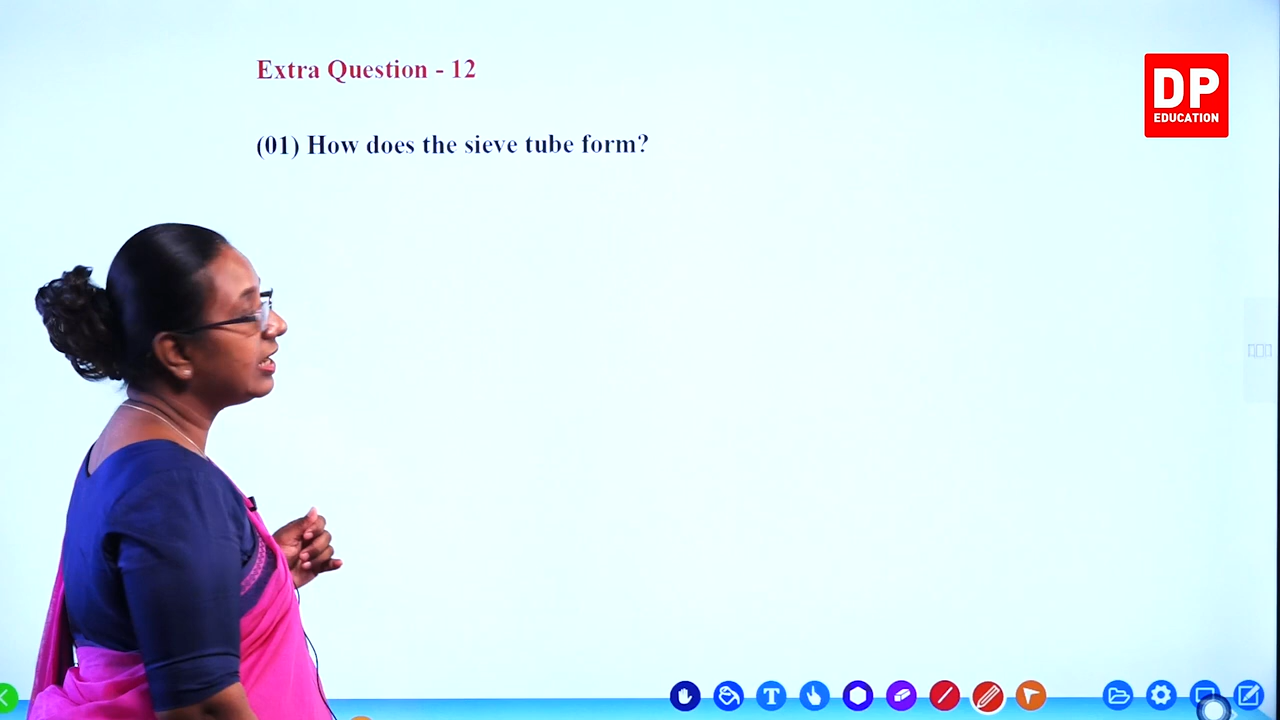 Extra Question - 12
DP
EDUCATION
(01) How does the sieve tube form?